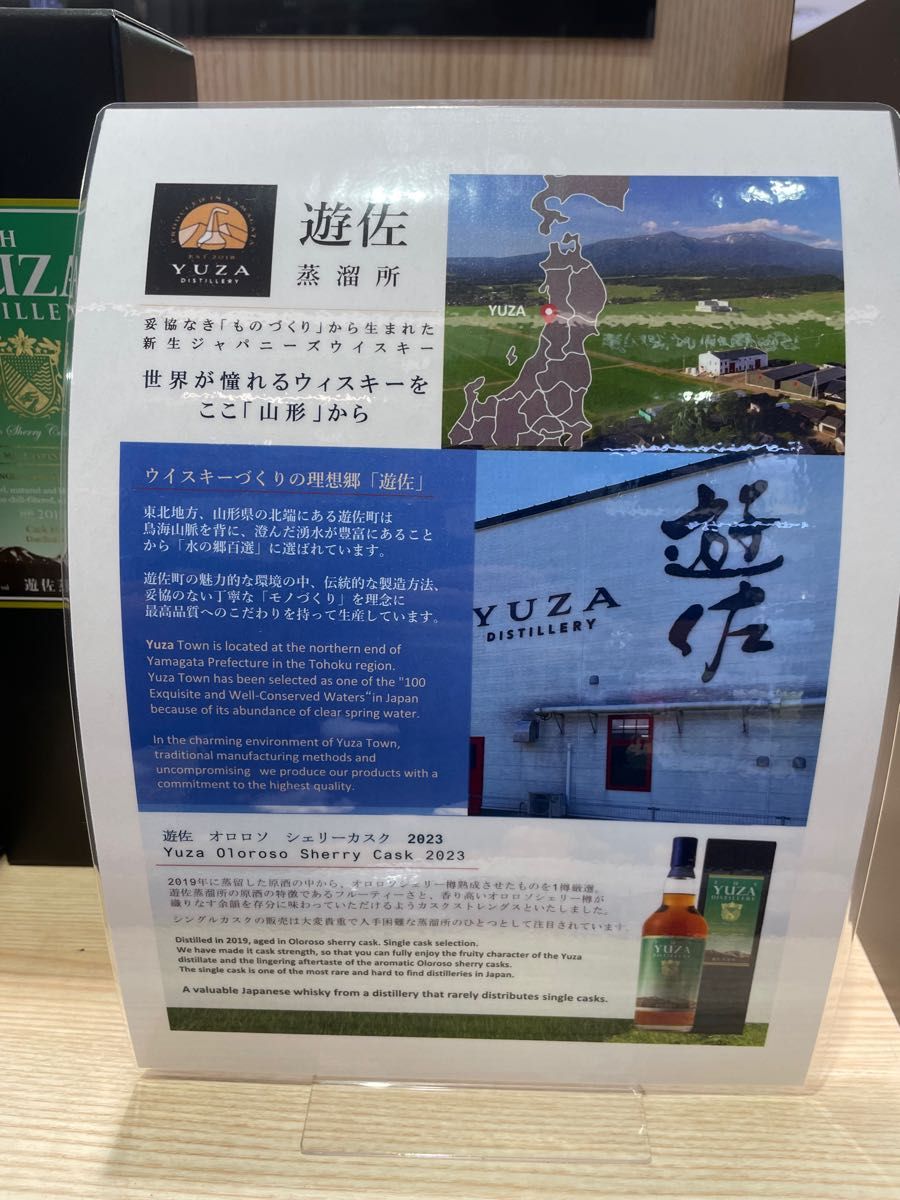 PRODUCED IN YAMAGATA
EST 2018
YUZA
DISTILLERY
遊佐
蒸溜所
妥協なき「ものづくり」から生まれた
新生ジャパニーズウイスキー
世界が憧れるウィスキーを
ここ「山形」から
YUZA
ウイスキーづくりの理想郷「遊佐」
東北地方、山形県の北端にある遊佐町は
鳥海山脈を背に、澄んだ湧水が豊富にあること
から「水の郷百選」に選ばれています。
遊佐町の魅力的な環境の中、伝統的な製造方法、
妥協のない丁寧な「モノづくり」を理念に
最高品質へのこだわりを持って生産しています。
Yuza Town is located at the northern end of
Yamagata Prefecture in the Tohoku region.
Yuza Town has been selected as one of the "100
Exquisite and Well-Conserved Waters“in Japan
because of its abundance of clear spring water.
In the charming environment of Yuza Town,
traditional manufacturing methods and
uncompromising we produce our products with a
commitment to the highest quality.
YUZA
DISTILLERY
遊佐
遊佐 オロロソ シェリーカスク 2023
Yuza Oloroso Sherry Cask 2023
2019年に蒸留した原酒の中から、オロロソシェリー樽熟成させたものを1樽厳選。
遊佐蒸溜所の原酒の特徴であるフルーティーさと、香り高いオロロソシェリー樽が
織りなす余韻を存分に味わっていただけるようカスクストレングスといたしました。
シングルカスクの販売は大変貴重で入手困難な蒸溜所のひとつとして注目されています。
Distilled in 2019, aged in Oloroso sherry cask. Single cask selection.
We have made it cask strength, so that you can fully enjoy the fruity character of the Yuza
distillate and the lingering aftertaste of the aromatic Oloroso sherry casks.
The single cask is one of the most rare and hard to find distilleries in Japan.
A valuable Japanese whisky from a distillery that rarely distributes single casks.
YUZA
DISTILLERY
YUZA
DISTILLERY